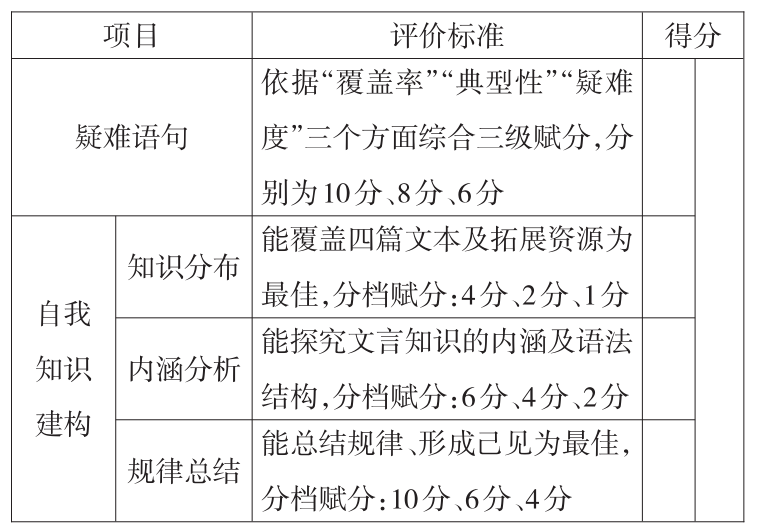 项目 评价标准 得分
疑难语句
依据“覆盖率”“典型性”“疑难
度”三个方面综合三级赋分,分
别为10分、8分、6分
自我
知识
建构
知识分布
能覆盖四篇文本及拓展资源为
最佳,分档赋分:4分、2分、1分
内涵分析
能探究文言知识的内涵及语法
结构,分档赋分:6分、4分、2分
规律总结
能总结规律、形成己见为最佳,
分档赋分:10分、6分、4分